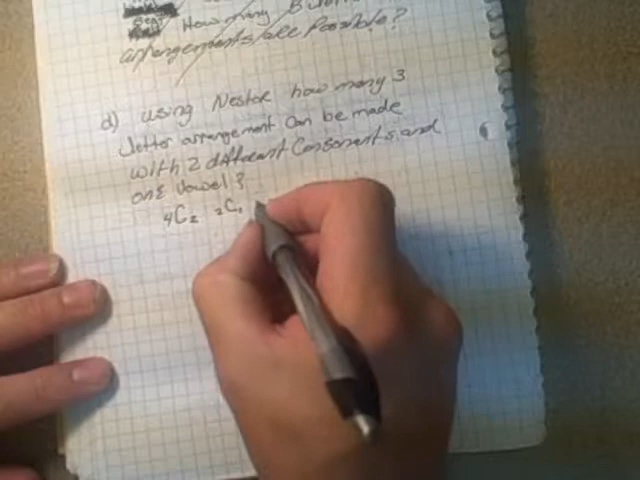 How many
arrangements are Possible?
d) using Nestor how many 3
letter arrangement can be made
with 2 different Consonants and
one vowel?
4C2 2C1